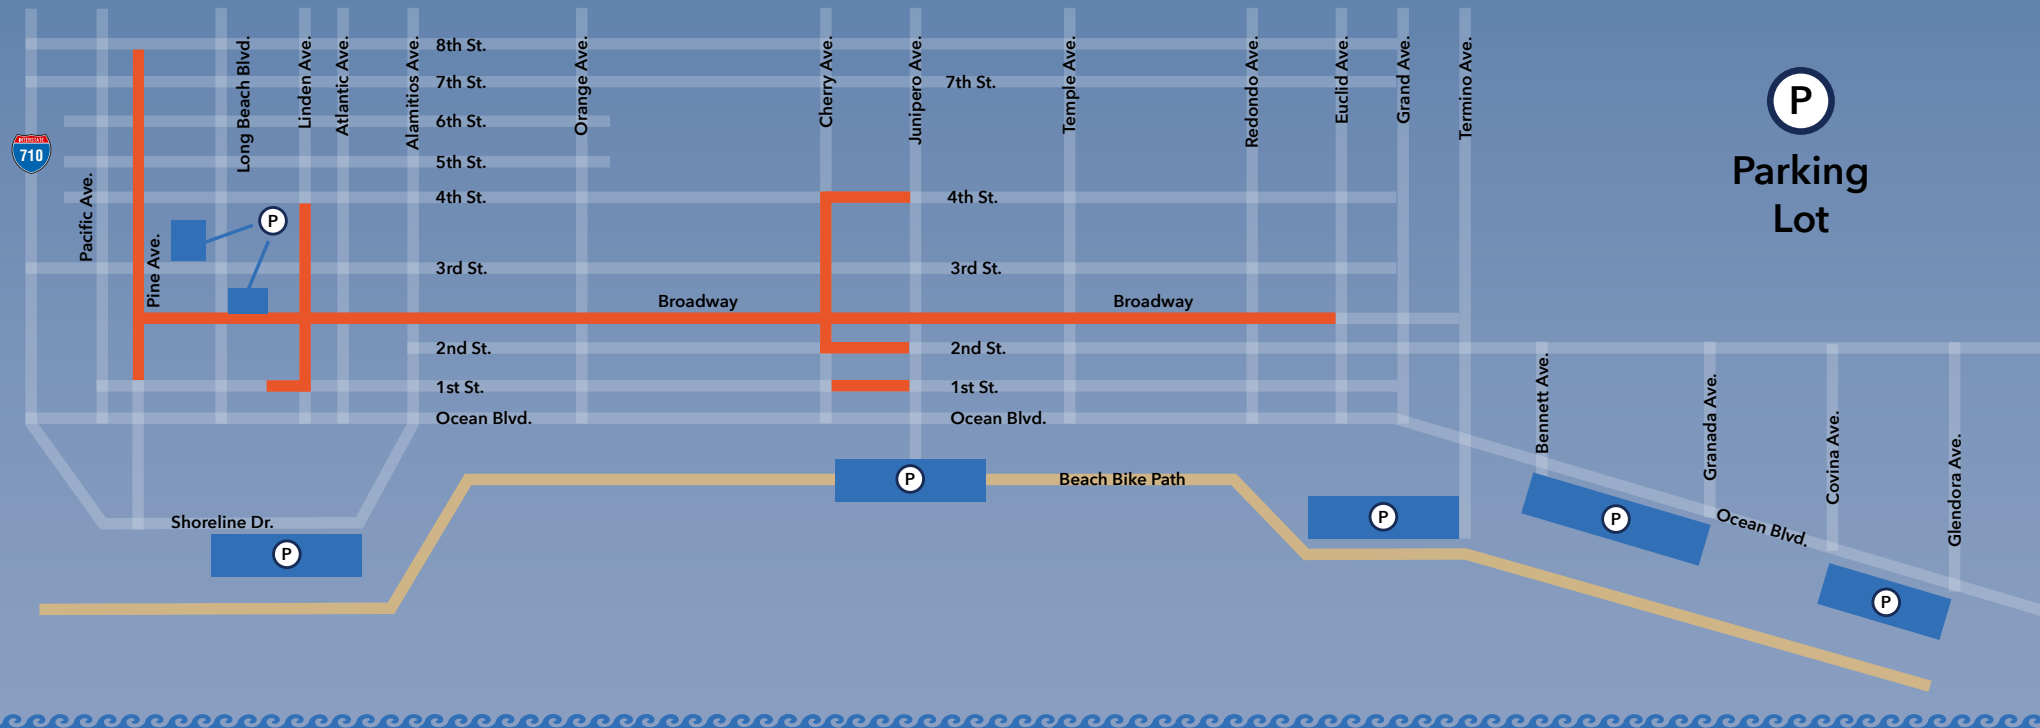 8th St.
7th St.
7th St.
6th St.
5th St.
4th St.
4th St.
3rd St.
3rd St.
Broadway
Broadway
2nd St.
2nd St.
1st St.
1st St.
Ocean Blvd.
Ocean Blvd.
Pacific Ave.
Pine Ave.
Long Beach Blvd.
Linden Ave.
Atlantic Ave.
Alamitios Ave.
Orange Ave.
Cherry Ave.
Junipero Ave.
Temple Ave.
Redondo Ave.
Euclid Ave.
Grand Ave.
Termino Ave.
INTERSTATE
710
P
P
Parking
Lot
Bennett Ave.
Granada Ave.
Covina Ave.
Glendora Ave.
P
Beach Bike Path
P
P
Ocean Blvd.
Shoreline Dr.
P
P